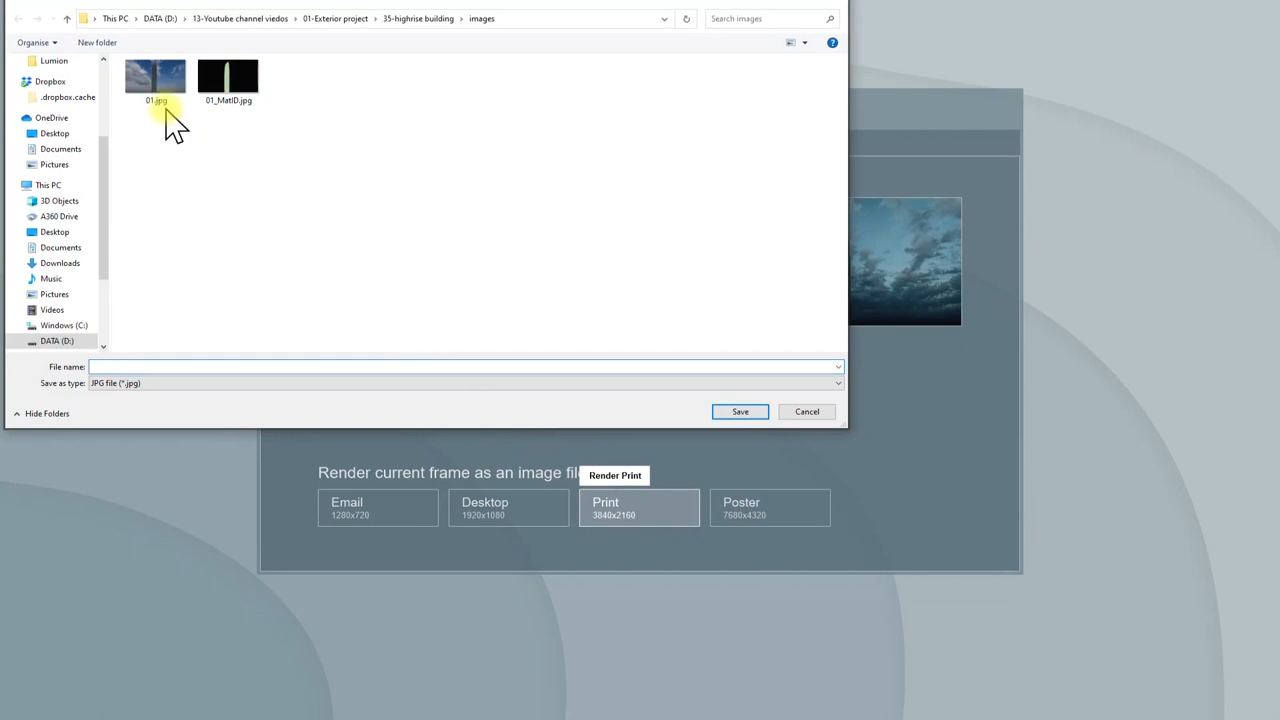 This PC > DATA (D:) > 13-Youtube channel viedos > 01-Exterior project > 35-highrise building > images
Search images
Organise
New folder
Lumion
Dropbox
.dropbox.cache
OneDrive
Desktop
Documents
Pictures
This PC
3D Objects
A360 Drive
Desktop
Documents
Downloads
Music
Pictures
Videos
Windows (C:)
DATA (D:)
01.jpg
01_MatID.jpg
File name:
Save as type: JPG file (*.jpg)
Hide Folders
Save
Cancel
Render current frame as an image fil
Render Print
Email
1280x720
Desktop
1920x1080
Print
3840x2160
Poster
7680x4320